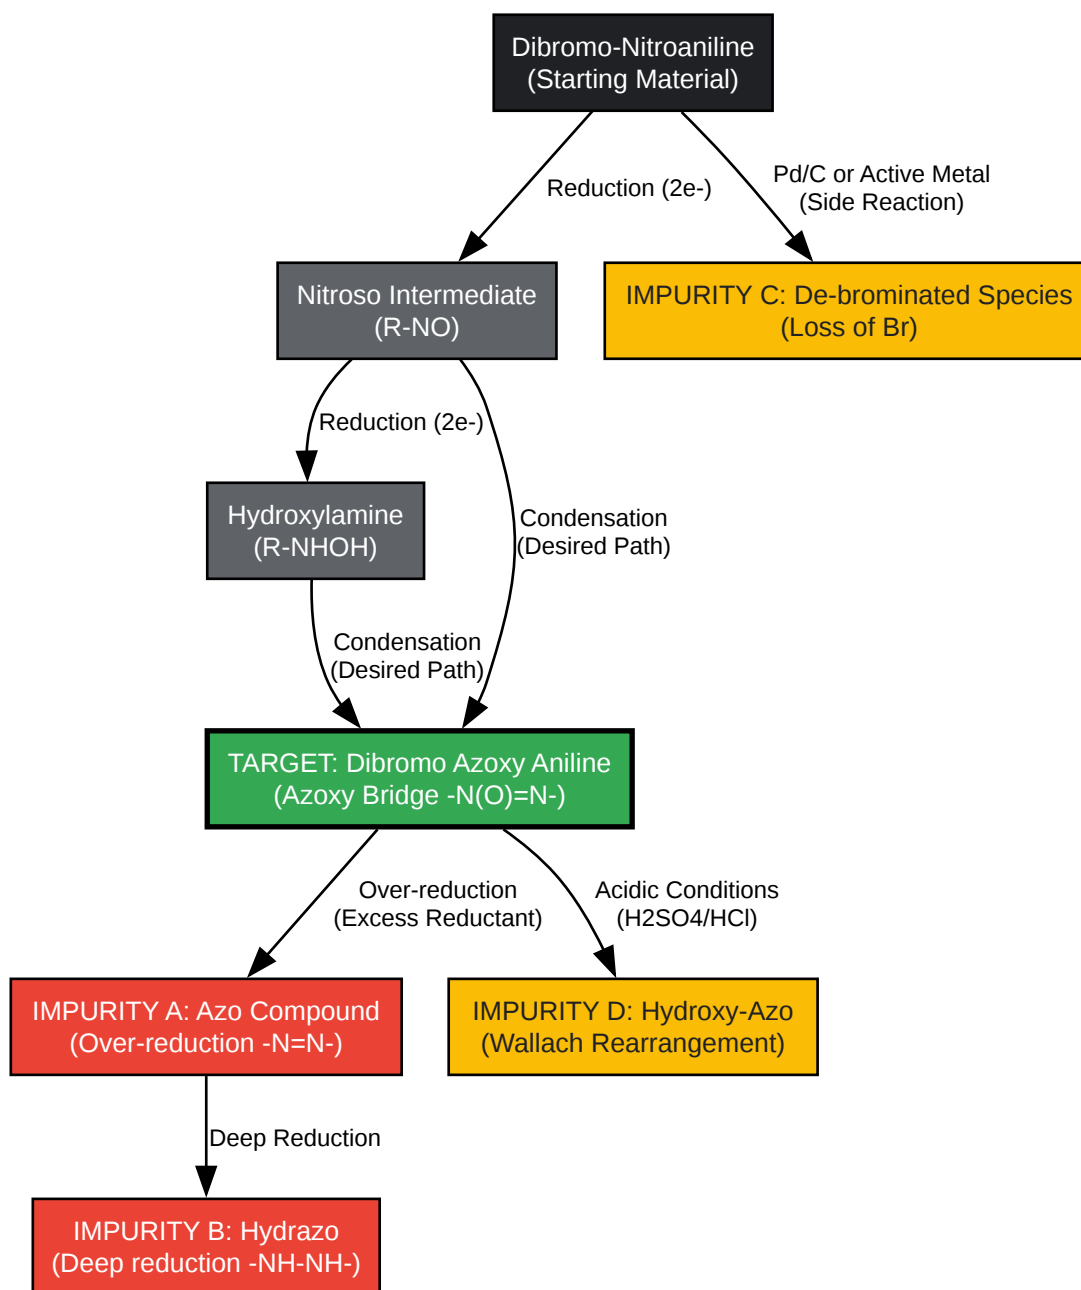 Dibromo-Nitroaniline
(Starting Material)
Reduction (2e-)
Pd/C or Active Metal
(Side Reaction)
Nitroso Intermediate
(R-NO)
IMPURITY C: De-brominated Species
(Loss of Br)
Reduction (2e-)
Hydroxylamine
(R-NHOH)
Condensation
(Desired Path)
Condensation
(Desired Path)
TARGET: Dibromo Azoxy Aniline
(Azoxy Bridge -N(O)=N-)
Over-reduction
(Excess Reductant)
Acidic Conditions
(H2SO4/HCl)
IMPURITY A: Azo Compound
(Over-reduction -N=N-)
IMPURITY D: Hydroxy-Azo
(Wallach Rearrangement)
Deep Reduction
IMPURITY B: Hydrazo
(Deep reduction -NH-NH-)